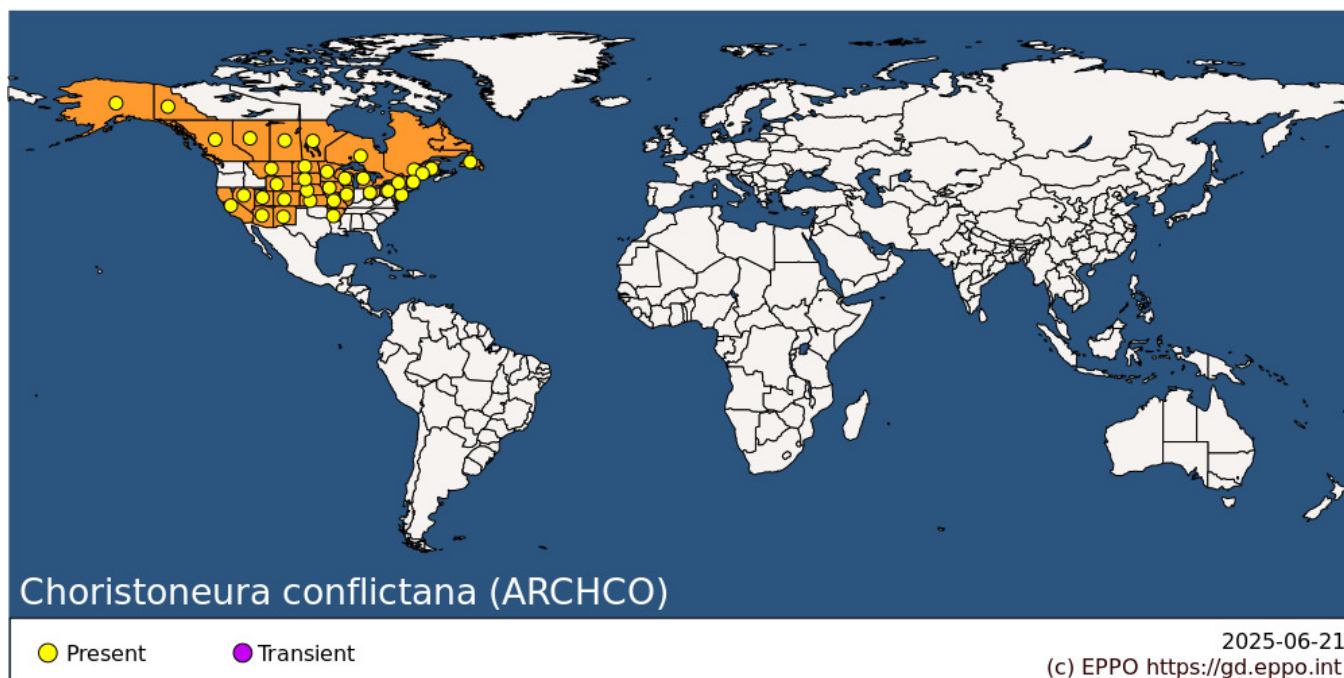 Choristoneura conflictana (ARCHCO)
Present
Transient
2025-06-21
(c) EPPO https://gd.eppo.int